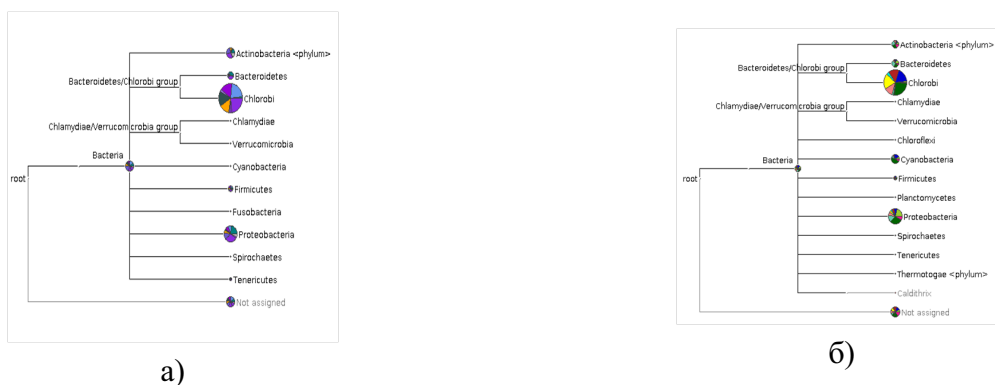 Actinobacteria <phylum>
Bacteroidetes/Chlorobi group
Bacteroidetes
Chlorobi
Chlamydiae/Verrucomicrobia group
Chlamydiae
Verrucomicrobia
Bacteria
Cyanobacteria
root
Firmicutes
Fusobacteria
Proteobacteria
Spirochaetes
Tenericutes
Not assigned
а)
Actinobacteria <phylum>
Bacteroidetes/Chlorobi group
Bacteroidetes
Chlorobi
Chlamydiae/Verrucomicrobia group
Chlamydiae
Verrucomicrobia
Chloroflexi
Bacteria
Cyanobacteria
root
Firmicutes
Planctomycetes
Proteobacteria
Spirochaetes
Tenericutes
Thermotogae <phylum>
Caldithrix
Not assigned
б)